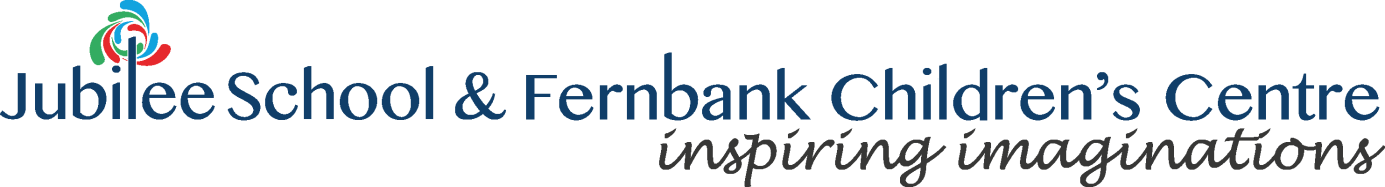 Jubilee School & Fernbank Children's Centre
inspiring imaginations